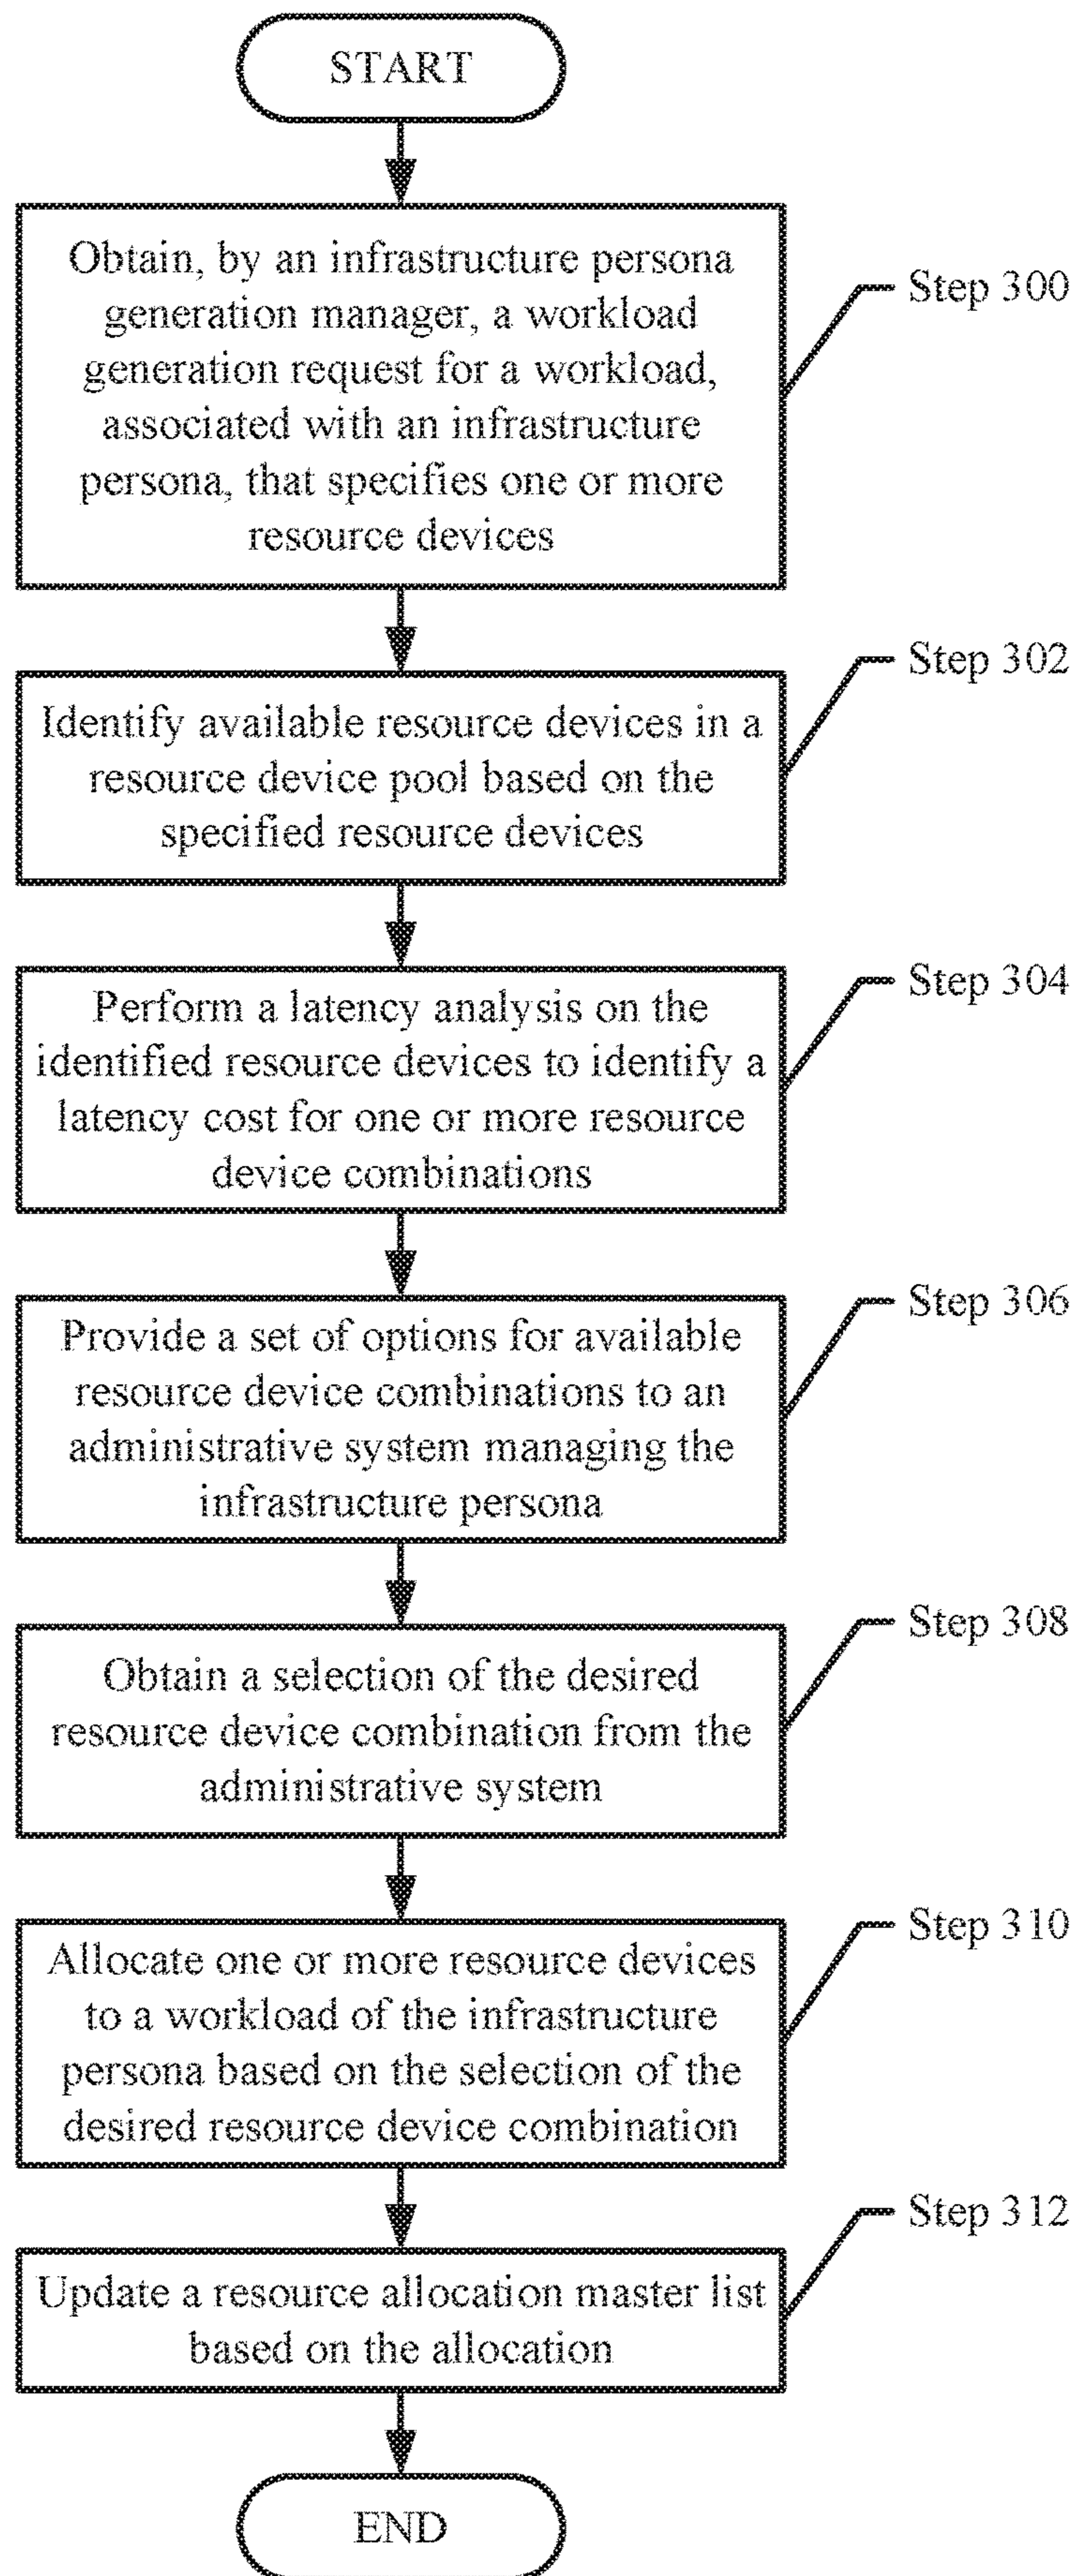 START
Obtain, by an infrastructure persona
generation manager, a workload
generation request for a workload,
associated with an infrastructure
persona, that specifies one or more
resource devices
Step 300
Identify available resource devices in a
resource device pool based on the
specified resource devices
Step 302
Perform a latency analysis on the
identified resource devices to identify a
latency cost for one or more resource
device combinations
Step 304
Provide a set of options for available
resource device combinations to an
administrative system managing the
infrastructure persona
Step 306
Obtain a selection of the desired
resource device combination from the
administrative system
Step 308
Allocate one or more resource devices
to a workload of the infrastructure
persona based on the selection of the
desired resource device combination
Step 310
Update a resource allocation master list
based on the allocation
Step 312
END